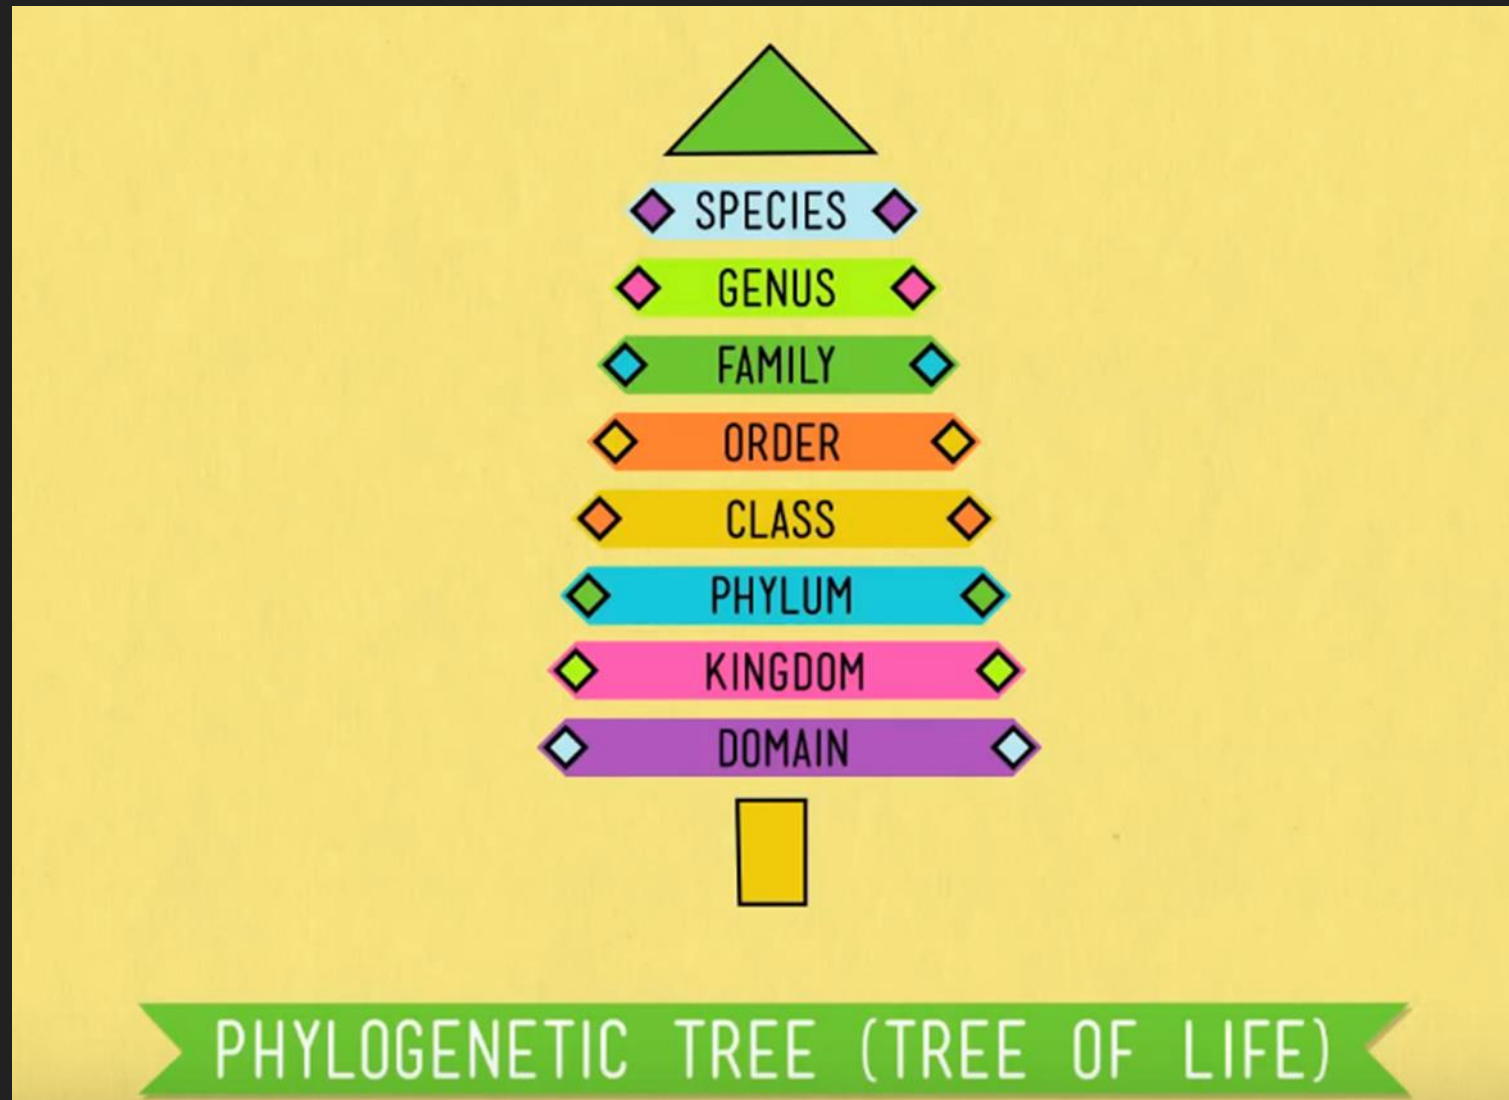 SPECIES
GENUS
FAMILY
ORDER
CLASS
PHYLUM
KINGDOM
DOMAIN
PHYLOGENETIC TREE (TREE OF LIFE)